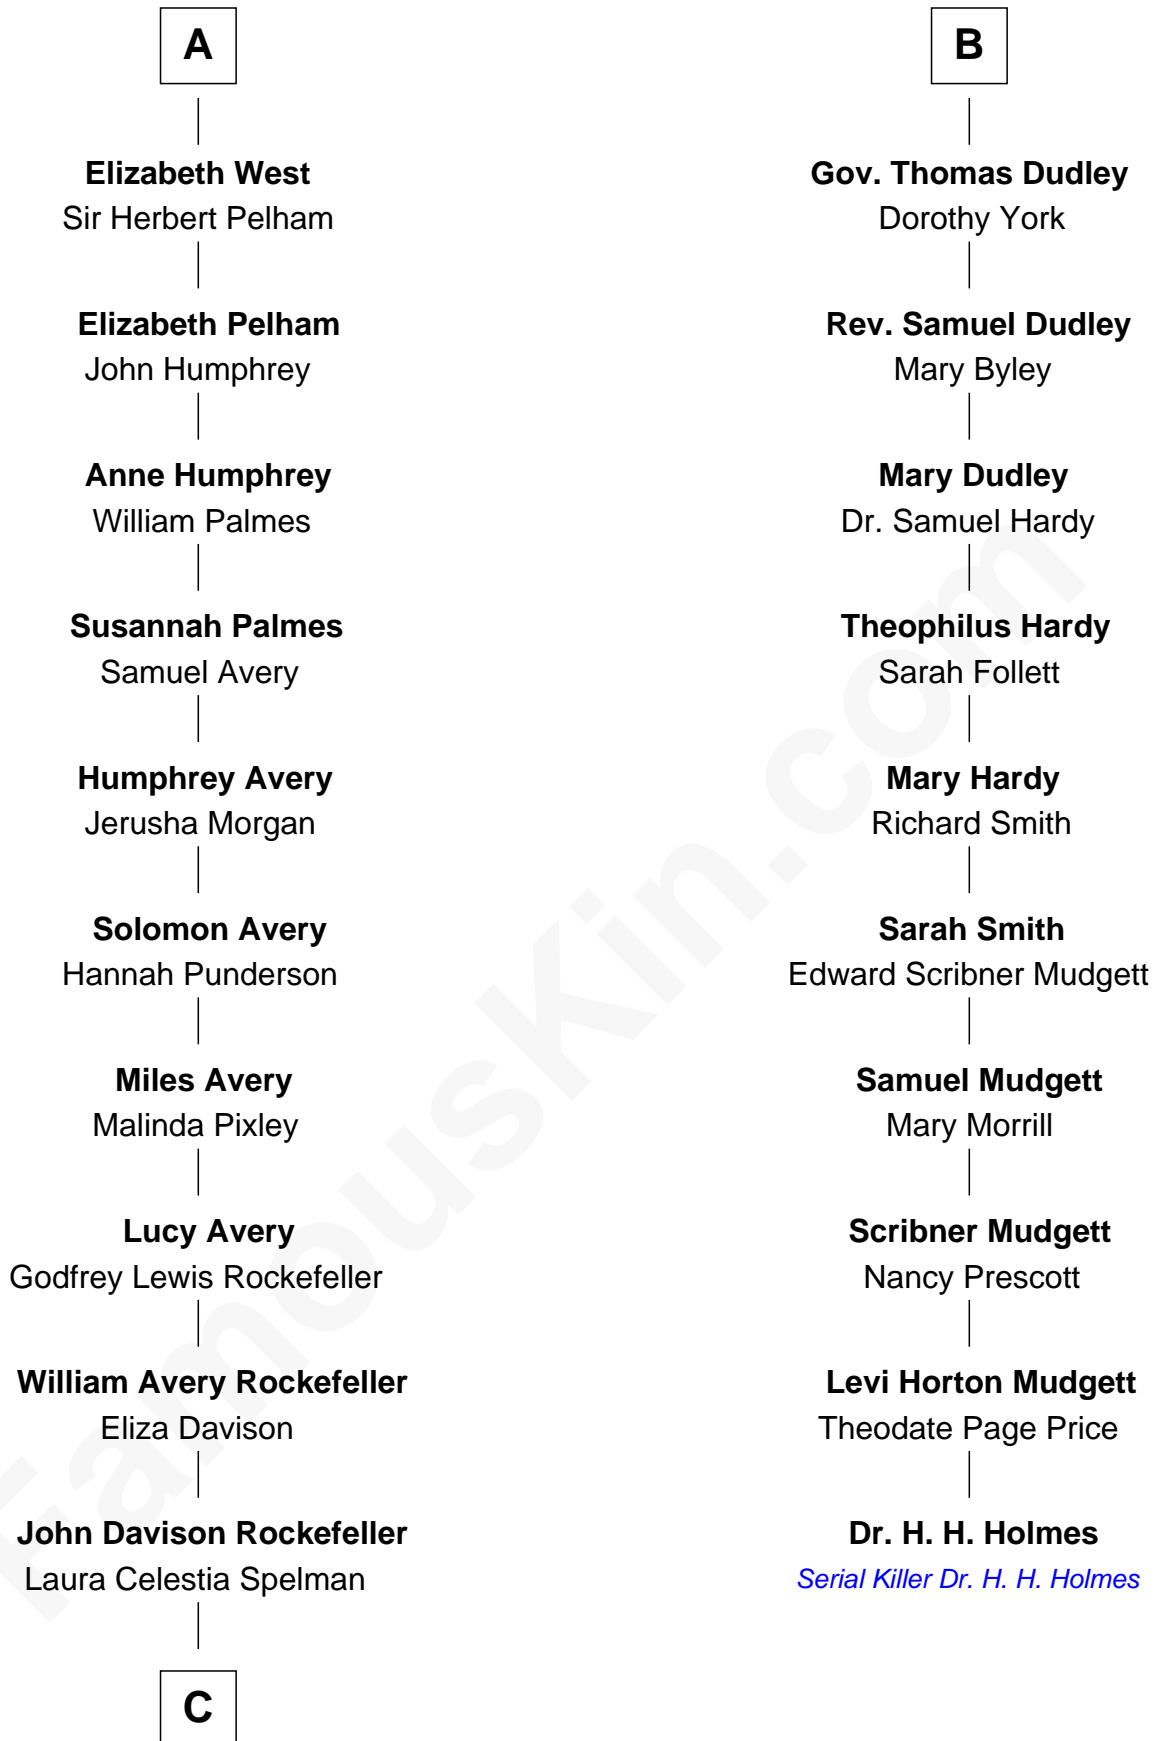 A
Elizabeth West
Sir Herbert Pelham
Elizabeth Pelham
John Humphrey
Anne Humphrey
William Palmes
Susannah Palmes
Samuel Avery
Humphrey Avery
Jerusha Morgan
Solomon Avery
Hannah Punderson
Miles Avery
Malinda Pixley
Lucy Avery
Godfrey Lewis Rockefeller
William Avery Rockefeller
Eliza Davison
John Davison Rockefeller
Laura Celestia Spelman
C
B
Gov. Thomas Dudley
Dorothy York
Rev. Samuel Dudley
Mary Byley
Mary Dudley
Dr. Samuel Hardy
Theophilus Hardy
Sarah Follett
Mary Hardy
Richard Smith
Sarah Smith
Edward Scribner Mudgett
Samuel Mudgett
Mary Morrill
Scribner Mudgett
Nancy Prescott
Levi Horton Mudgett
Theodate Page Price
Dr. H. H. Holmes
Serial Killer Dr. H. H. Holmes
FamousKin.com